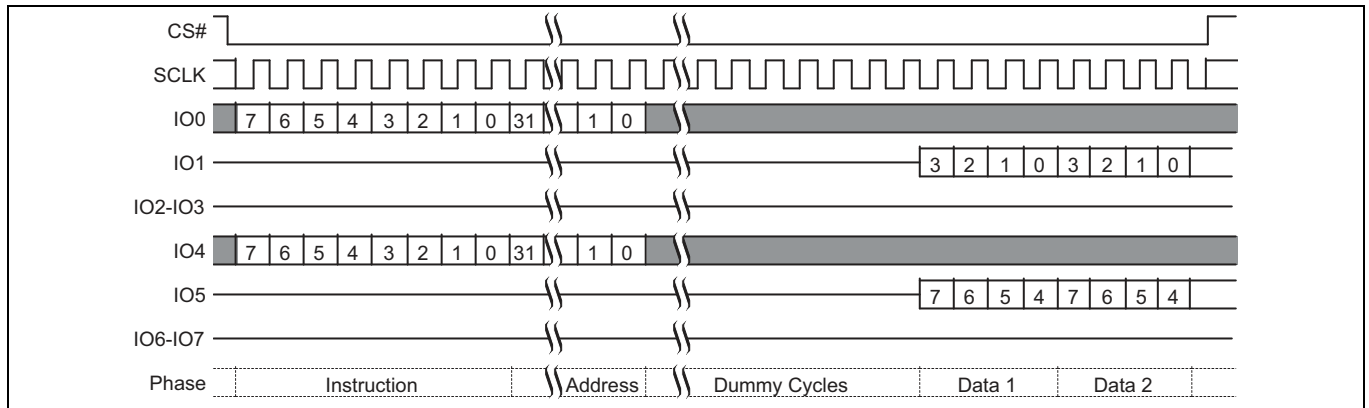 CS#
SCLK
IO0 7 6 5 4 3 2 1 0 31 1 0
IO1 3 2 1 0 3 2 1 0
IO2-IO3
IO4 7 6 5 4 3 2 1 0 31 1 0
IO5 7 6 5 4 7 6 5 4
IO6-IO7
Phase Instruction Address Dummy Cycles Data 1 Data 2